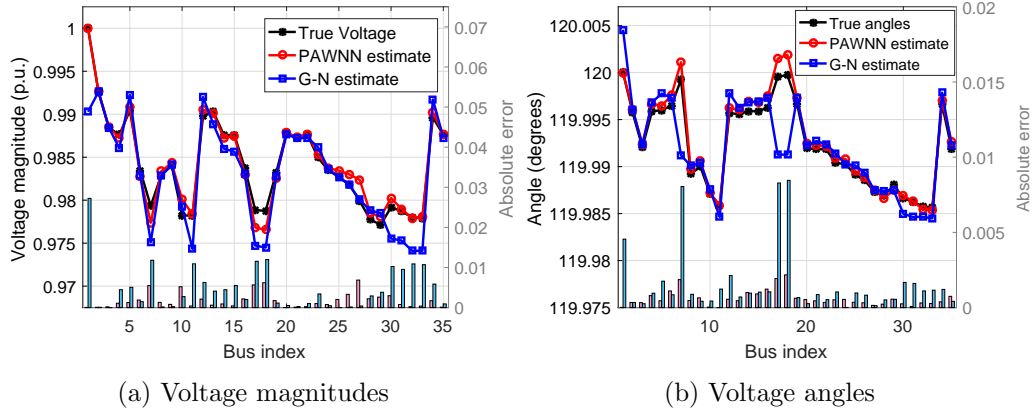 True Voltage
PAWNN estimate
G-N estimate
1
0.995
0.99
0.985
0.98
0.975
0.97
Voltage magnitude (p.u.)
0.07
0.06
0.05
0.04
0.03
0.02
0.01
0
Absolute error
5
10
15
20
25
30
35
Bus index
(a) Voltage magnitudes
True angles
PAWNN estimate
G-N estimate
120.005
120
119.995
119.99
119.985
119.98
119.975
Angle (degrees)
0.02
0.015
0.01
0.005
0
Absolute error
10
20
30
Bus index
(b) Voltage angles